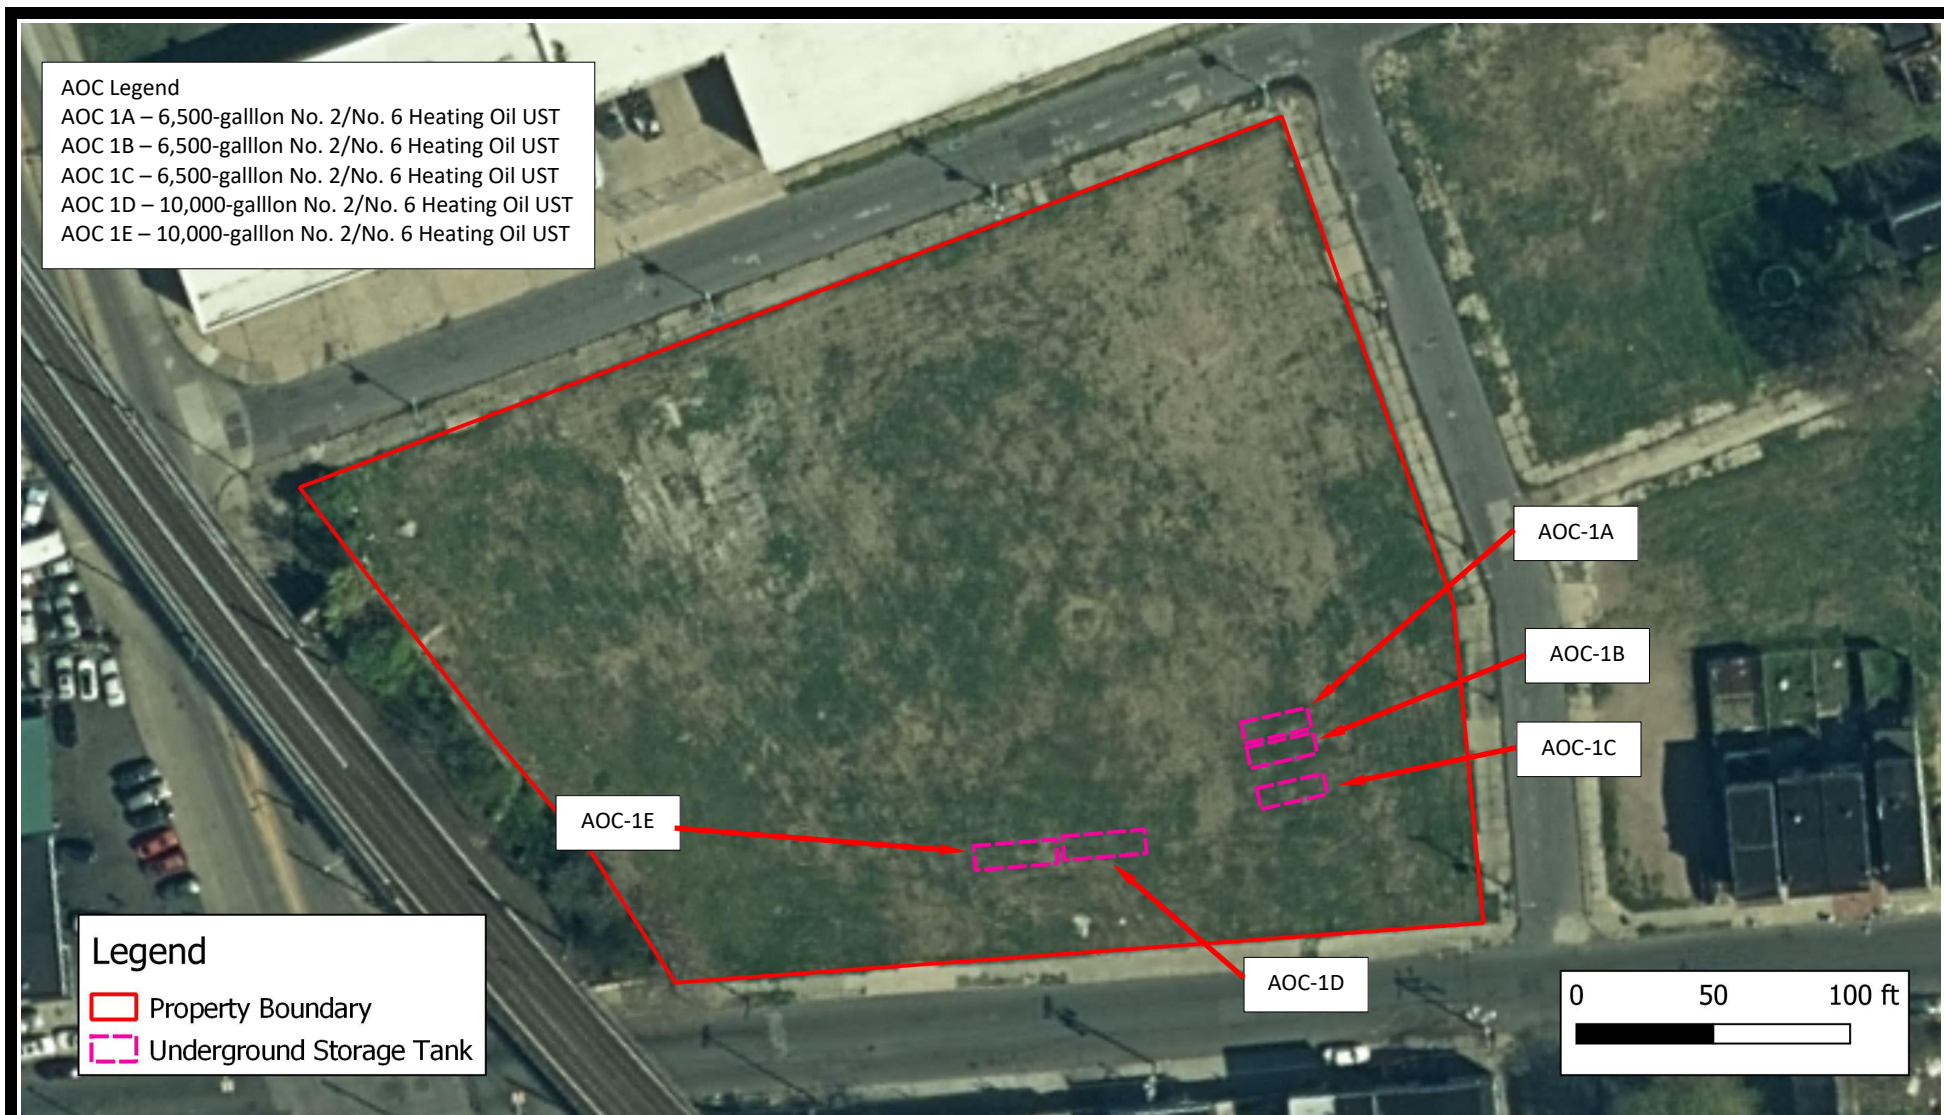 AOC Legend
AOC 1A – 6,500-galllon No. 2/No. 6 Heating Oil UST
AOC 1B – 6,500-galllon No. 2/No. 6 Heating Oil UST
AOC 1C – 6,500-galllon No. 2/No. 6 Heating Oil UST
AOC 1D – 10,000-galllon No. 2/No. 6 Heating Oil UST
AOC 1E – 10,000-galllon No. 2/No. 6 Heating Oil UST
AOC-1A
AOC-1B
AOC-1C
AOC-1E
AOC-1D
Legend
Property Boundary
Underground Storage Tank
0 50 100 ft